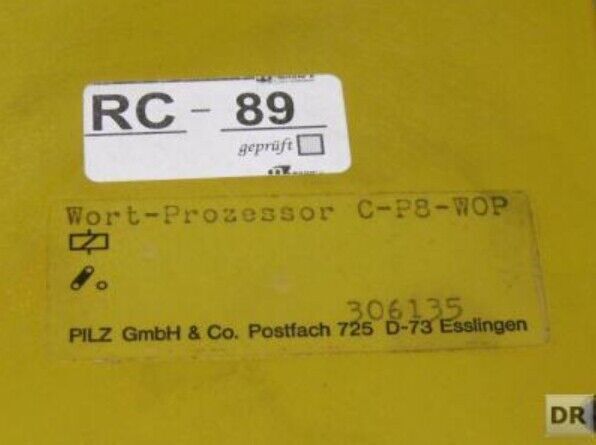 RC - 89
geprüft
Wort-Prozessor C-P8-WOP
306135
PILZ GmbH & Co. Postfach 725 D-73 Esslingen
DR